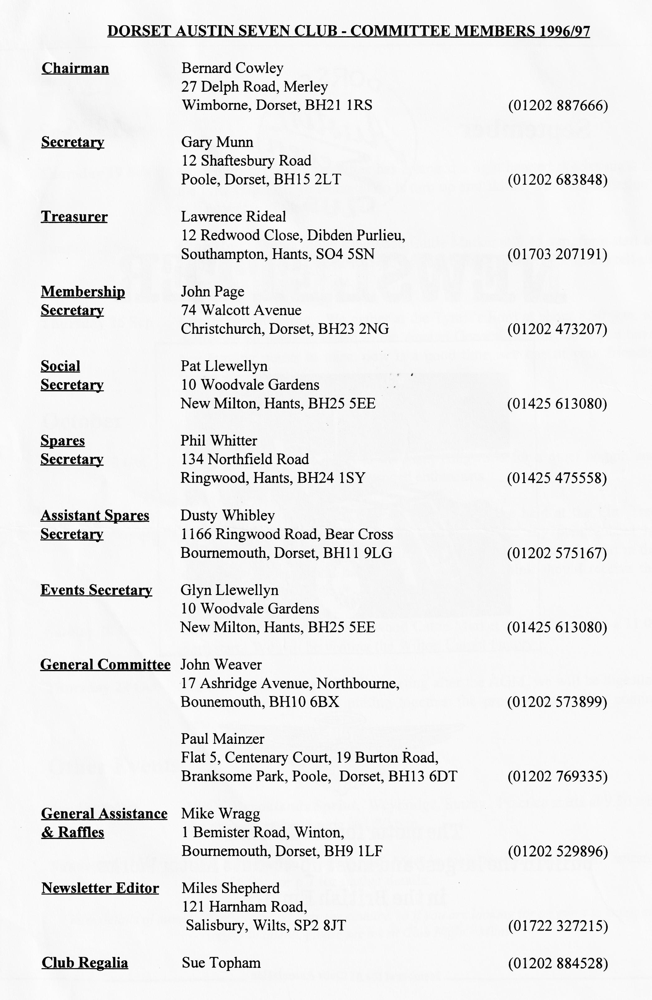 DORSET AUSTIN SEVEN CLUB - COMMITTEE MEMBERS 1996/97
Chairman Bernard Cowley
27 Delph Road, Merley
Wimborne, Dorset, BH21 1RS (01202 887666)
Secretary Gary Munn
12 Shaftesbury Road
Poole, Dorset, BH15 2LT (01202 683848)
Treasurer Lawrence Rideal
12 Redwood Close, Dibden Purlieu,
Southampton, Hants, SO4 5SN (01703 207191)
Membership John Page
Secretary 74 Walcott Avenue
Christchurch, Dorset, BH23 2NG (01202 473207)
Social Pat Llewellyn
Secretary 10 Woodvale Gardens
New Milton, Hants, BH25 5EE (01425 613080)
Spares Phil Whitter
Secretary 134 Northfield Road
Ringwood, Hants, BH24 1SY (01425 475558)
Assistant Spares Dusty Whibley
Secretary 1166 Ringwood Road, Bear Cross
Bournemouth, Dorset, BH11 9LG (01202 575167)
Events Secretary Glyn Llewellyn
10 Woodvale Gardens
New Milton, Hants, BH25 5EE (01425 613080)
General Committee John Weaver
17 Ashridge Avenue, Northbourne,
Bounemouth, BH10 6BX (01202 573899)
Paul Mainzer
Flat 5, Centenary Court, 19 Burton Road,
Branksome Park, Poole, Dorset, BH13 6DT (01202 769335)
General Assistance Mike Wragg
& Raffles 1 Bemister Road, Winton,
Bournemouth, Dorset, BH9 1LF (01202 529896)
Newsletter Editor Miles Shepherd
121 Harnham Road,
Salisbury, Wilts, SP2 8JT (01722 327215)
Club Regalia Sue Topham (01202 884528)